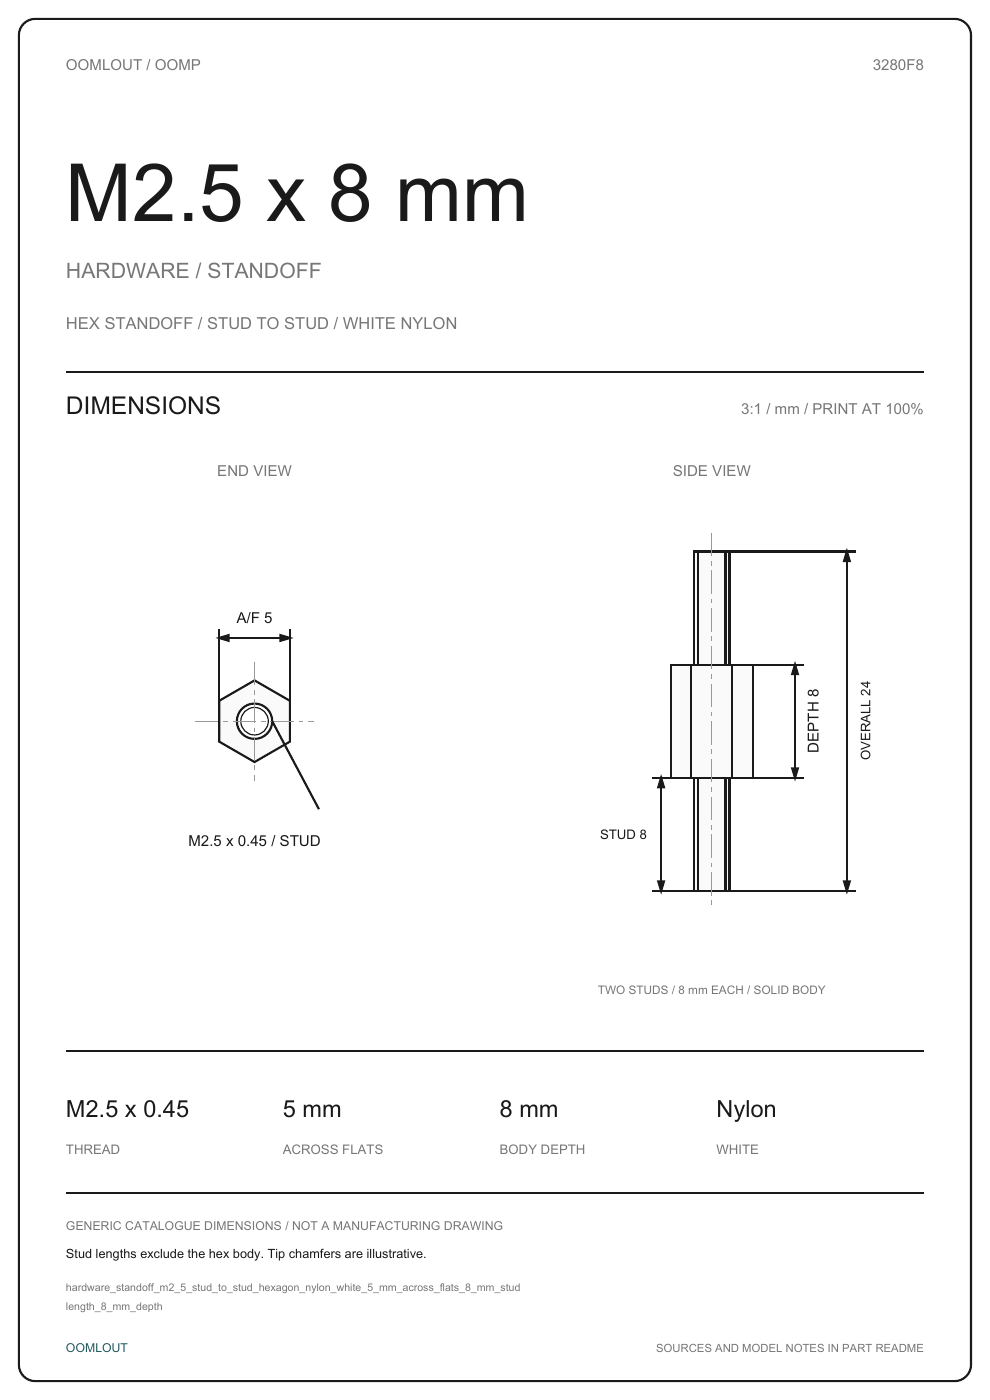 OOMLOUT / OOMP
3280F8
M2.5 x 8 mm
HARDWARE / STANDOFF
HEX STANDOFF / STUD TO STUD / WHITE NYLON
DIMENSIONS
3:1 / mm / PRINT AT 100%
END VIEW
SIDE VIEW
A/F 5
M2.5 x 0.45 / STUD
DEPTH 8
OVERALL 24
STUD 8
TWO STUDS / 8 mm EACH / SOLID BODY
M2.5 x 0.45
5 mm
8 mm
Nylon
THREAD
ACROSS FLATS
BODY DEPTH
WHITE
GENERIC CATALOGUE DIMENSIONS / NOT A MANUFACTURING DRAWING
Stud lengths exclude the hex body. Tip chamfers are illustrative.
hardware_standoff_m2_5_stud_to_stud_hexagon_nylon_white_5_mm_across_flats_8_mm_stud
length_8_mm_depth
OOMLOUT
SOURCES AND MODEL NOTES IN PART README